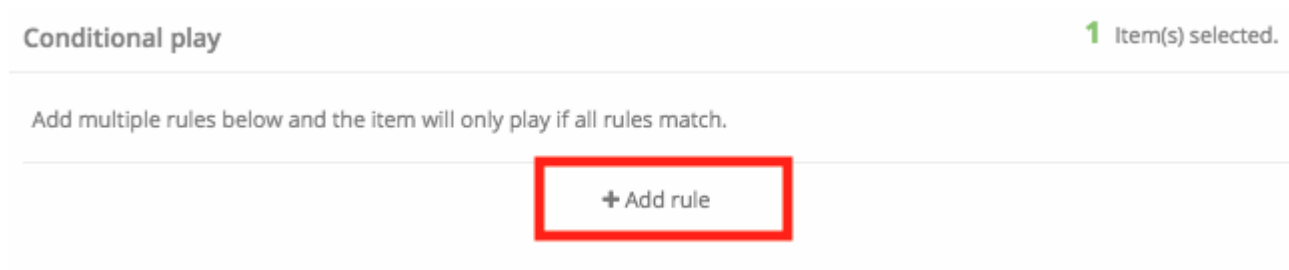 Conditional play
1 Item(s) selected.
Add multiple rules below and the item will only play if all rules match.
+ Add rule